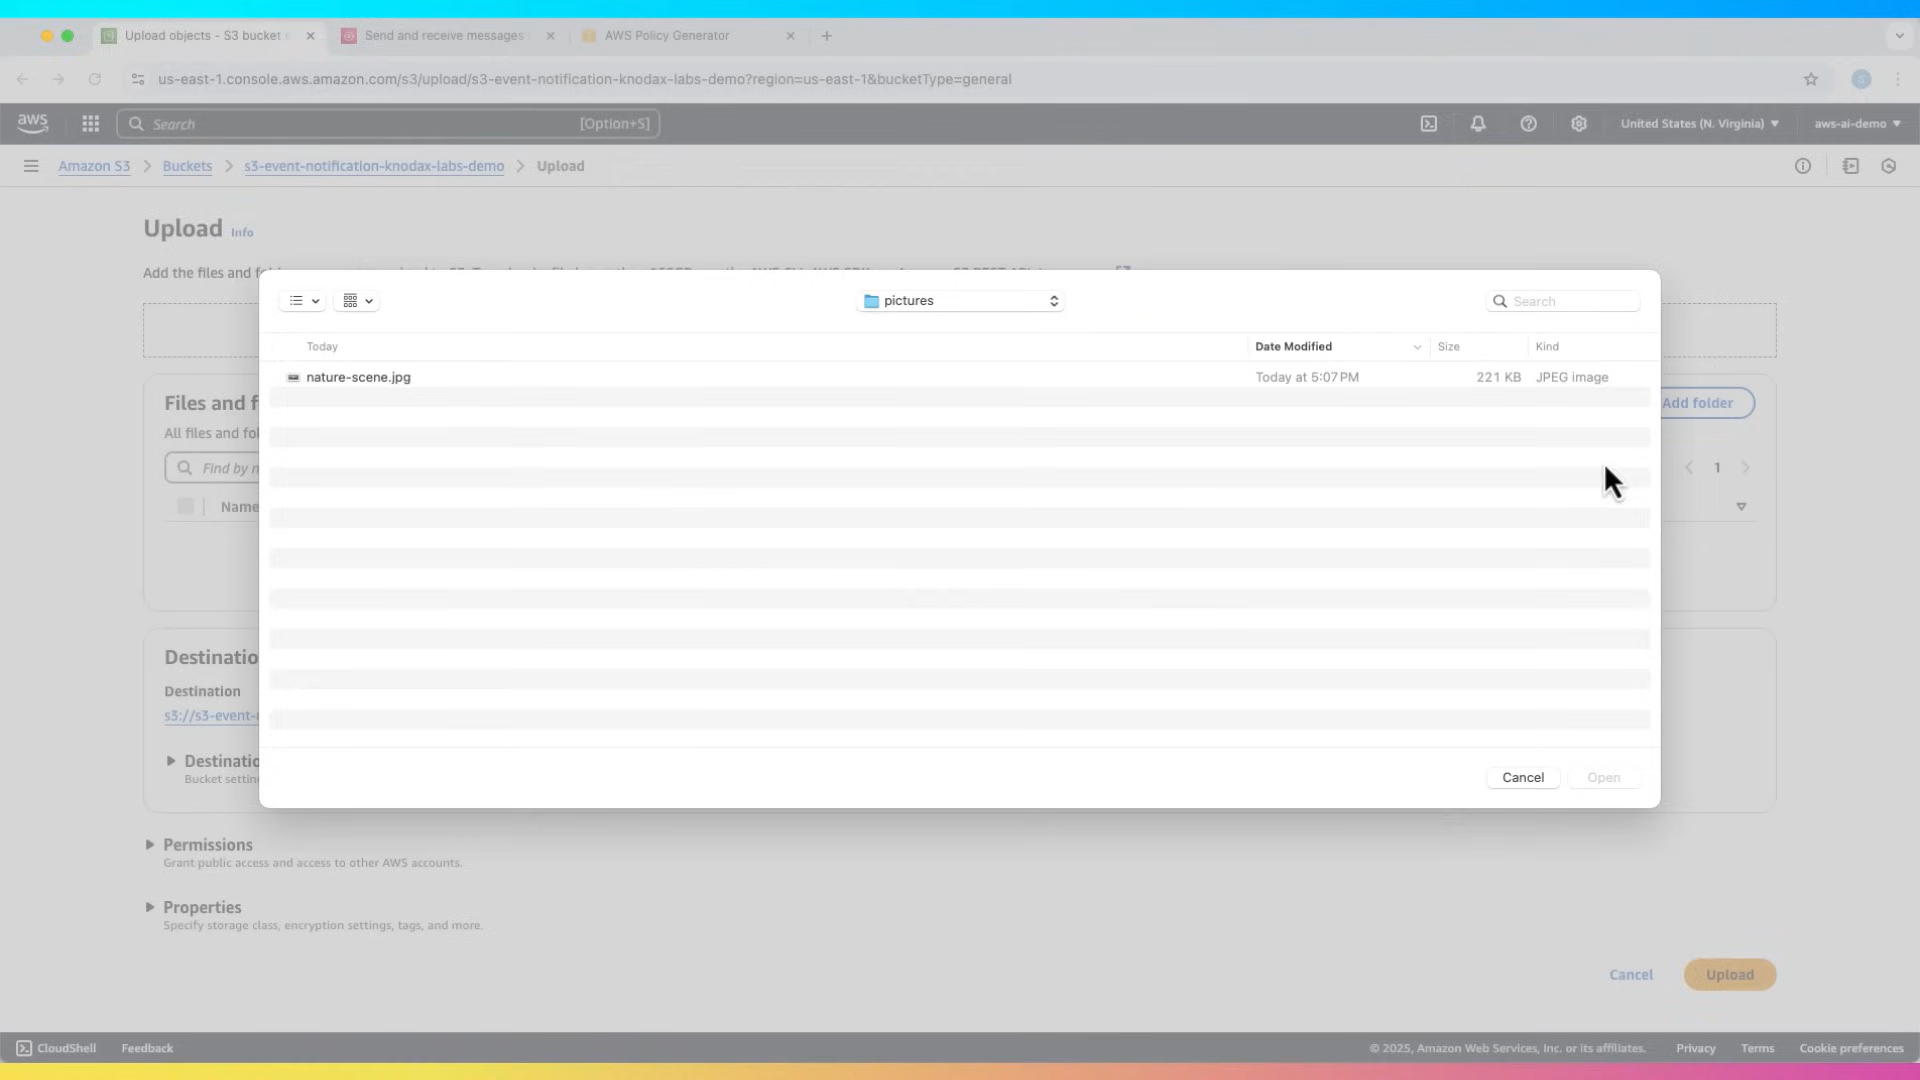 Upload objects - S3 bucket
Send and receive messages
AWS Policy Generator
us-east-1.console.aws.amazon.com/s3/upload/s3-event-notification-knodax-labs-demo?region=us-east-1&bucketType=general
aws
Search
[Option+S]
United States (N. Virginia)
aws-ai-demo
Amazon S3
Buckets
s3-event-notification-knodax-labs-demo
Upload
Upload Info
Add the files and
pictures
Search
Today
Date Modified
Size
Kind
nature-scene.jpg
Today at 5:07 PM
221 KB
JPEG image
Files and f
Add folder
All files and fol
Find by n
1
Name
Destinatio
Destination
s3://s3-event-
Destinatio
Bucket settin
Cancel
Open
Permissions
Grant public access and access to other AWS accounts.
Properties
Specify storage class, encryption settings, tags, and more.
Cancel
Upload
CloudShell
Feedback
© 2025, Amazon Web Services, Inc. or its affiliates.
Privacy
Terms
Cookie preferences